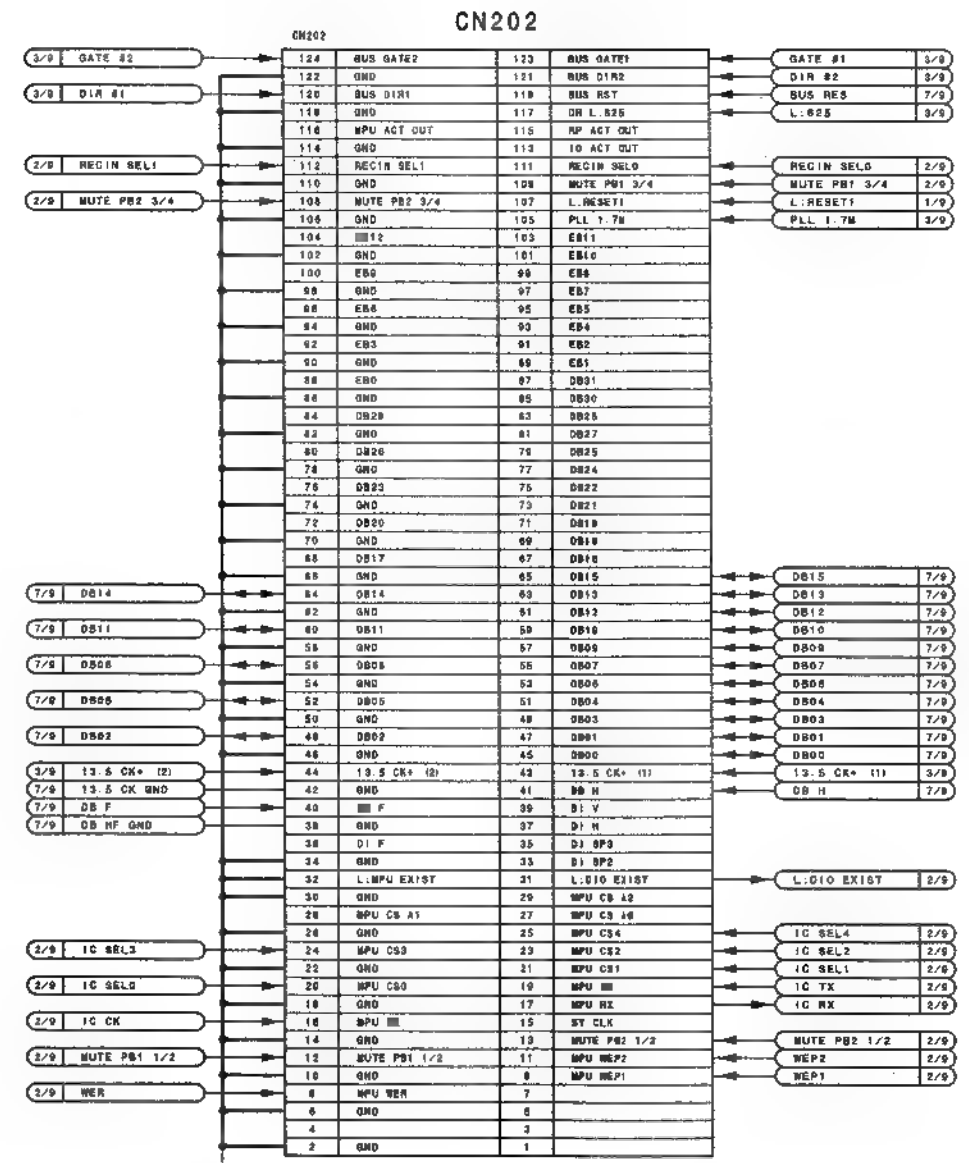 CN202
CN202
3/9 GATE #2 124 BUS GATE2 123 BUS GATE1 GATE #1 3/9
122 GND 121 BUS DIR2 DIR #2 3/9
3/9 DIR #1 120 BUS DIR1 119 BUS RST BUS RES 7/9
118 GND 117 DR L:625 L:625 3/9
116 MPU ACT OUT 115 RP ACT OUT
114 GND 113 IO ACT OUT
2/9 RECIN SEL1 112 RECIN SEL1 111 RECIN SEL0 RECIN SEL0 2/9
110 GND 109 MUTE PB1 3/4 MUTE PB1 3/4 2/9
2/9 MUTE PB2 3/4 108 MUTE PB2 3/4 107 L:RESET1 L:RESET1 1/9
106 GND 105 PLL 1.7M PLL 1.7M 3/9
104 12 103 EB11
102 GND 101 EB10
100 EB9 99 EB8
98 GND 97 EB7
96 EB6 95 EB5
94 GND 93 EB4
92 EB3 91 EB2
90 GND 89 EB1
88 EB0 87 DB31
86 GND 85 DB30
84 DB29 83 DB28
82 GND 81 DB27
80 DB26 79 DB25
78 GND 77 DB24
76 DB23 75 DB22
74 GND 73 DB21
72 DB20 71 DB19
70 GND 69 DB18
68 DB17 67 DB16
66 GND 65 DB15 DB15 7/9
7/9 DB14 64 DB14 63 DB13 DB13 7/9
62 GND 61 DB12 DB12 7/9
7/9 DB11 60 DB11 59 DB10 DB10 7/9
58 GND 57 DB09 DB09 7/9
7/9 DB08 56 DB08 55 DB07 DB07 7/9
54 GND 53 DB06 DB06 7/9
7/9 DB05 52 DB05 51 DB04 DB04 7/9
50 GND 49 DB03 DB03 7/9
7/9 DB02 48 DB02 47 DB01 DB01 7/9
46 GND 45 DB00 DB00 7/9
3/9 13.5 CK+ (2) 44 13.5 CK+ (2) 43 13.5 CK+ (1) 13.5 CK+ (1) 3/9
7/9 13.5 CK GND 42 GND 41 DB H DB H 7/9
7/9 DB F 40 F 39 DI V
7/9 DB HF GND 38 GND 37 DI H
36 DI F 35 DI SP3
34 GND 33 DI SP2
32 L:MPU EXIST 31 L:DIO EXIST L:DIO EXIST 2/9
30 GND 29 MPU CS A2
28 MPU CS A1 27 MPU CS A0
26 GND 25 MPU CS4 IC SEL4 2/9
2/9 IC SEL3 24 MPU CS3 23 MPU CS2 IC SEL2 2/9
22 GND 21 MPU CS1 IC SEL1 2/9
2/9 IC SEL0 20 MPU CS0 19 MPU IC TX 2/9
18 GND 17 MPU RX IC RX 2/9
2/9 IC CK 16 MPU 15 ST CLK
14 GND 13 MUTE PB2 1/2 MUTE PB2 1/2 2/9
2/9 MUTE PB1 1/2 12 MUTE PB1 1/2 11 MPU WEP2 WEP2 2/9
10 GND 9 MPU WEP1 WEP1 2/9
2/9 WER 8 MPU WER 7
6 GND 5
4 3
2 GND 1